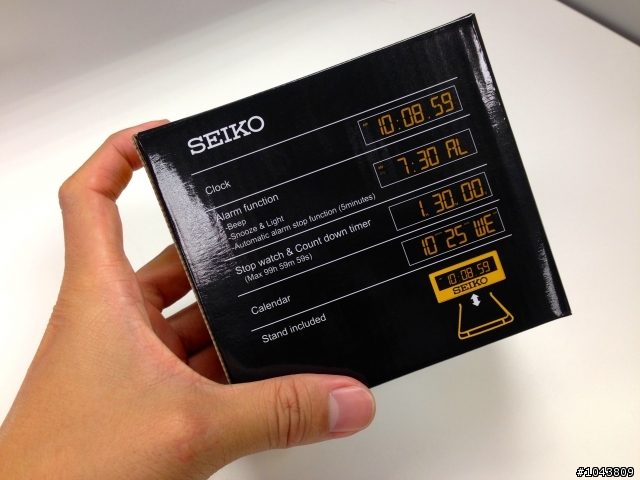 SEIKO
Clock
10:08.59
Alarm function
-Beep
-Snooze & Light
-Automatic alarm stop function (5minutes)
7:30 AL
Stop watch & Count down timer
(Max 99h 59m 59s)
1.30.00
Calendar
10 25 WE
Stand included
10:08 59
SEIKO
#1043809